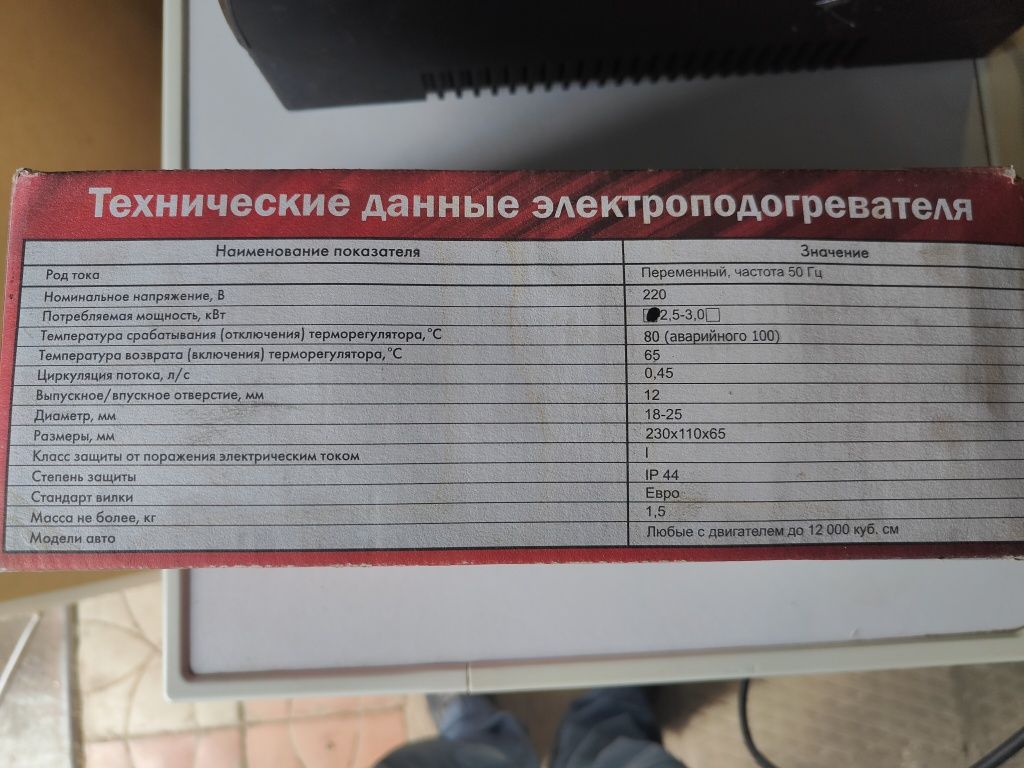 Технические данные электроподогревателя
Наименование показателя Значение
Род тока Переменный, частота 50 Гц
Номинальное напряжение, В 220
Потребляемая мощность, кВт 2,5-3,0
Температура срабатывания (отключения) терморегулятора,°С 80 (аварийного 100)
Температура возврата (включения) терморегулятора,°С 65
Циркуляция потока, л/с 0,45
Выпускное/впускное отверстие, мм 12
Диаметр, мм 18-25
Размеры, мм 230х110х65
Класс защиты от поражения электрическим током I
Степень защиты IP 44
Стандарт вилки Евро
Масса не более, кг 1,5
Модели авто Любые с двигателем до 12 000 куб. см